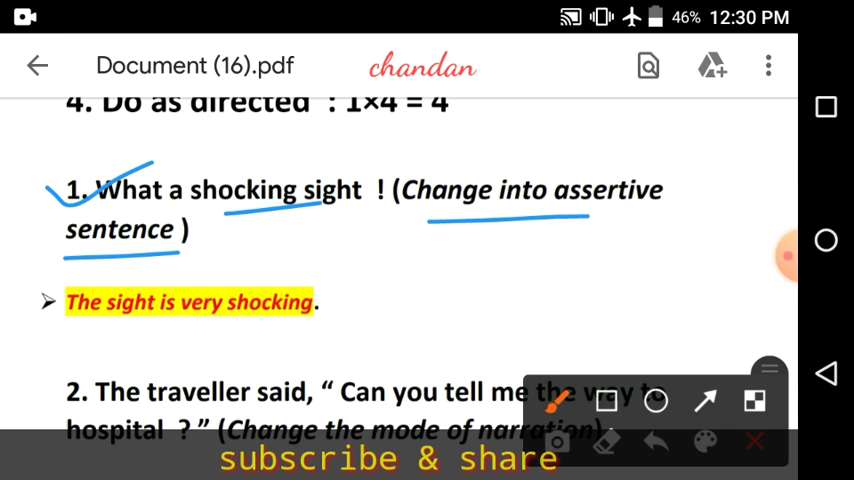 46% 12:30 PM
Document (16).pdf chandan
4. Do as directed : 1×4 = 4
1. What a shocking sight ! (Change into assertive
sentence )
➢ The sight is very shocking.
2. The traveller said, “ Can you tell me the way to
hospital ? ” (Change the mode of narration)
subscribe & share